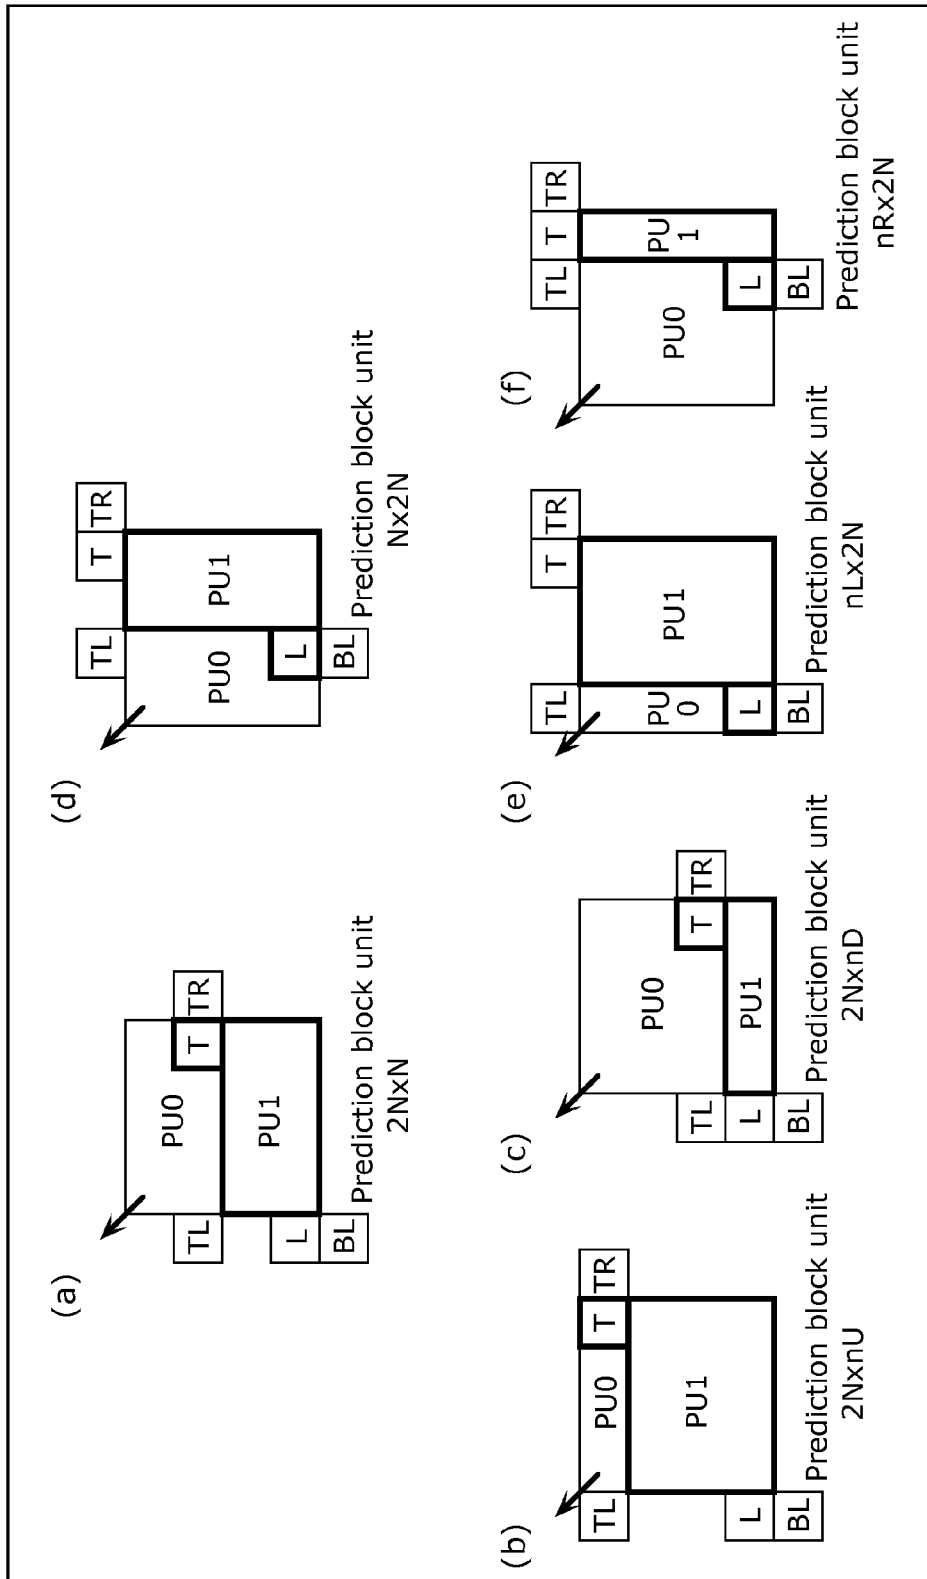 (a)
PU0
TL
T
TR
PU1
L
BL
Prediction block unit
2NxN
(d)
TL
T
TR
PU0
PU1
L
BL
Prediction block unit
Nx2N
(b)
TL
PU0
T
TR
PU1
L
BL
Prediction block unit
2NxnU
(c)
PU0
TL
T
TR
L
PU1
BL
Prediction block unit
2NxnD
(e)
TL
T
TR
PU
0
PU1
L
BL
Prediction block unit
nLx2N
(f)
TL
T
TR
PU0
PU
1
L
BL
Prediction block unit
nRx2N